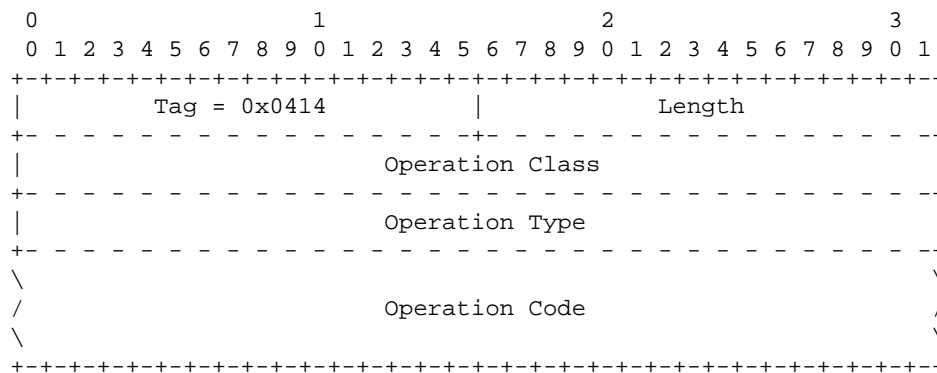 0                   1                   2                   3
 0 1 2 3 4 5 6 7 8 9 0 1 2 3 4 5 6 7 8 9 0 1 2 3 4 5 6 7 8 9 0 1
+-+-+-+-+-+-+-+-+-+-+-+-+-+-+-+-+-+-+-+-+-+-+-+-+-+-+-+-+-+-+-+--
|         Tag = 0x0414          |            Length
+- - - - - - - - - - - - - - - -+- - - - - - - - - - - - - - - --
|                         Operation Class
+- - - - - - - - - - - - - - - - - - - - - - - - - - - - - - - --
|                         Operation Type
+- - - - - - - - - - - - - - - - - - - - - - - - - - - - - - - --
\                                                               \
/                         Operation Code                        /
\                                                               \
+-+-+-+-+-+-+-+-+-+-+-+-+-+-+-+-+-+-+-+-+-+-+-+-+-+-+-+-+-+-+-+--